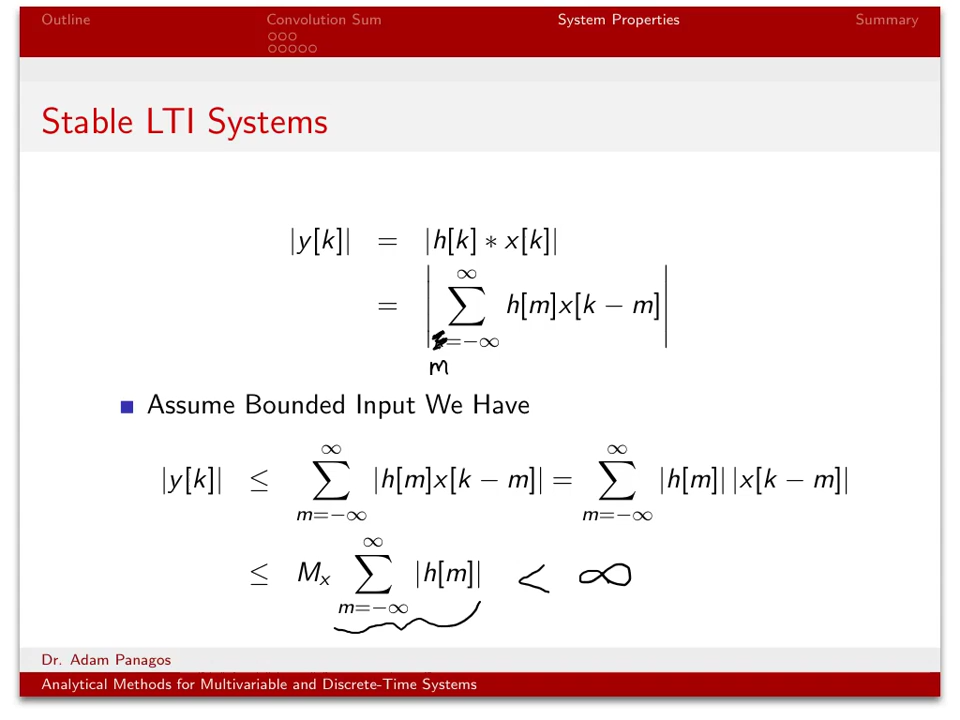 Outline Convolution Sum System Properties Summary
Stable LTI Systems
|y[k]| = |h[k] ∗ x[k]|
= |∑_{=−∞}^{∞} h[m]x[k − m]|
m
Assume Bounded Input We Have
|y[k]| ≤ ∑_{m=−∞}^{∞} |h[m]x[k − m]| = ∑_{m=−∞}^{∞} |h[m]| |x[k − m]|
≤ M_x ∑_{m=−∞}^{∞} |h[m]| < ∞
Dr. Adam Panagos
Analytical Methods for Multivariable and Discrete-Time Systems